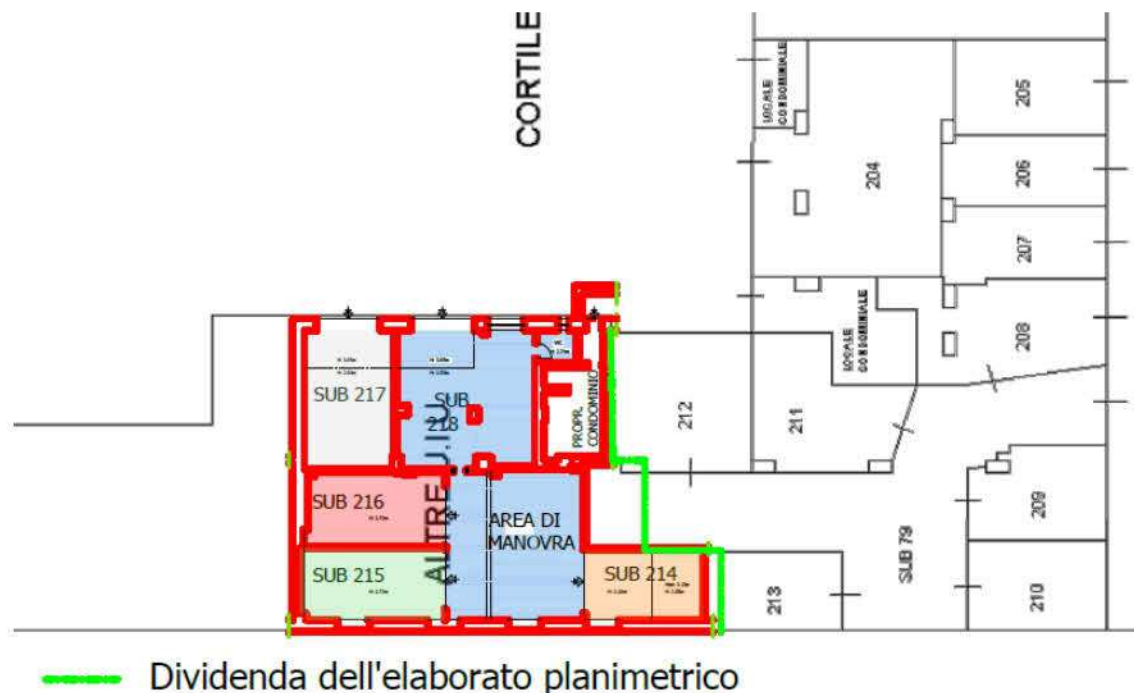 CORTILE
LOCALE
CONDOMINIALE
205
204
206
207
LOCALE
CONDOMINIALE
208
WC
SUB 217
SUB
218
PROPR.
CONDOMINIO
212
211
ALTRE U.I.U
SUB 216
AREA DI
MANOVRA
209
SUB 79
SUB 215
SUB 214
213
210
Dividenda dell'elaborato planimetrico